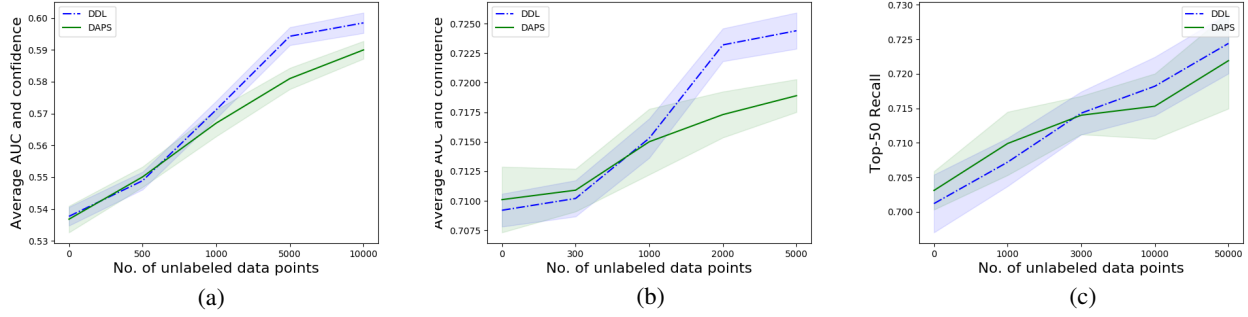 0.60
0.59
0.58
0.57
0.56
0.55
0.54
0.53
Average AUC and confidence
DDL
DAPS
0
500
1000
5000
10000
No. of unlabeled data points
(a)
0.7250
0.7225
0.7200
0.7175
0.7150
0.7125
0.7100
0.7075
Average AUC and confidence
DDL
DAPS
0
300
1000
2000
5000
No. of unlabeled data points
(b)
0.730
0.725
0.720
0.715
0.710
0.705
0.700
Top-50 Recall
DDL
DAPS
0
1000
3000
10000
50000
No. of unlabeled data points
(c)